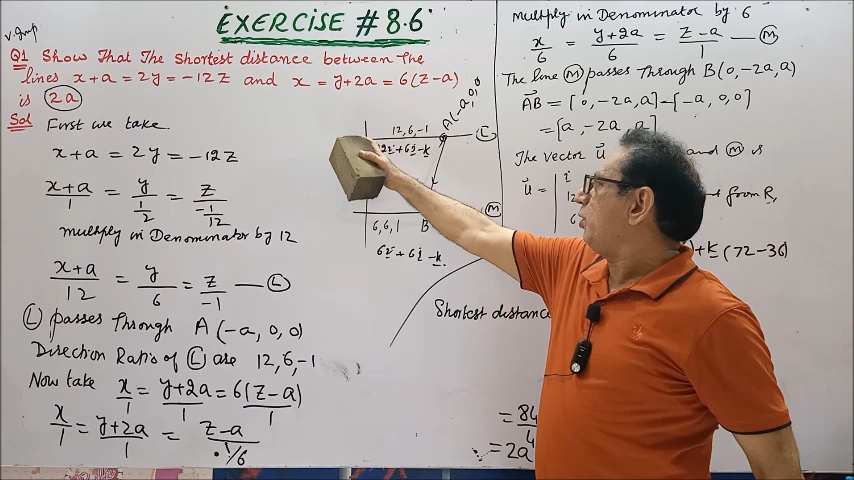 EXERCISE # 8.6
V. Imp
Q1 Show That The Shortest distance between The
lines x+a = 2y = -12z and x = y+2a = 6(z-a)
is 2a
Sol First we take
x+a = 2y = -12z
x+a/1 = y/1/2 = z/-1/12
multiply in Denominator by 12
x+a/12 = y/6 = z/-1 — L
L passes Through A(-a, 0, 0)
Direction Ratio's of L are 12, 6, -1
Now take x/1 = y+2a/1 = 6(z-a)/1
x/1 = y+2a/1 = z-a/1/6
A(-a, 0, 0)
12, 6, -1
L
12i + 6j - k
M
6, 6, 1 B
6i + 6j - k
Shortest distance
= 84
= 2a
Multiply in Denominator by 6
x/6 = y+2a/6 = z-a/1 — M
The line M passes Through B(0, -2a, a)
AB = [0, -2a, a] - [-a, 0, 0]
= [a, -2a, a]
The vector u and M is
u = i
12
6
+ K (72-36)